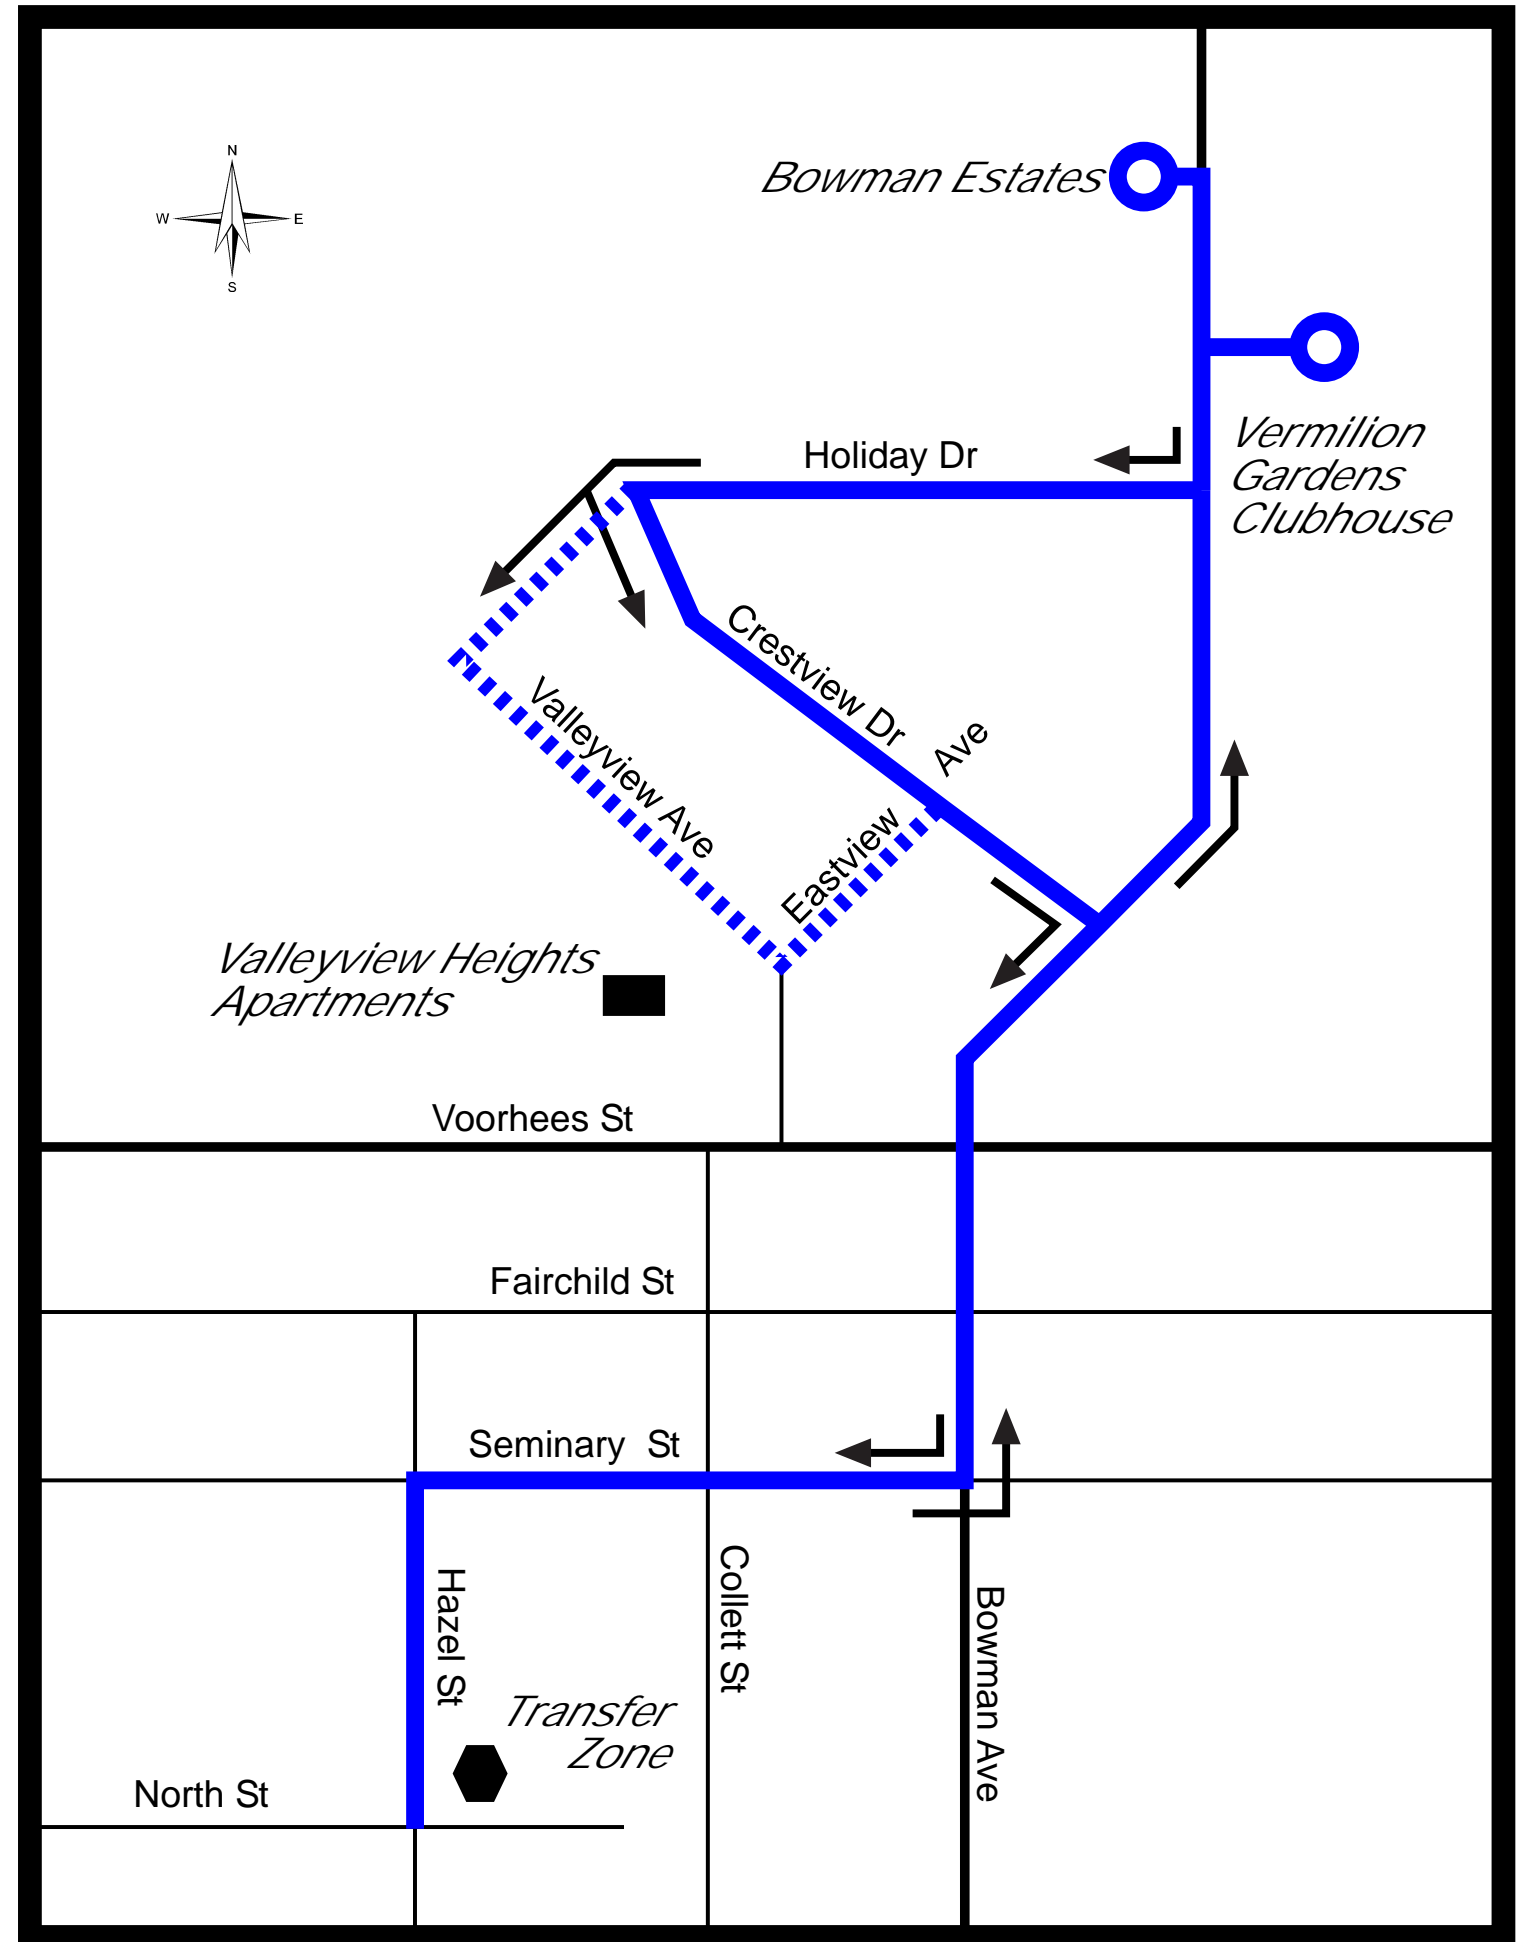 N
W E
S
Bowman Estates
Vermilion
Gardens
Clubhouse
Holiday Dr
Crestview Dr
Eastview Ave
Valleyview Ave
Valleyview Heights
Apartments
Voorhees St
Fairchild St
Seminary St
Hazel St
Collett St
Bowman Ave
Transfer
Zone
North St